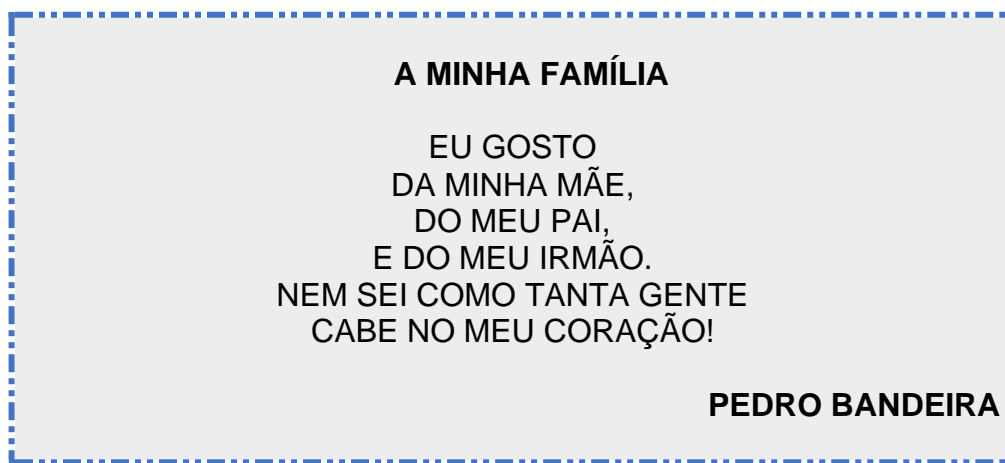 A MINHA FAMÍLIA
EU GOSTO
DA MINHA MÃE,
DO MEU PAI,
E DO MEU IRMÃO.
NEM SEI COMO TANTA GENTE
CABE NO MEU CORAÇÃO!
PEDRO BANDEIRA